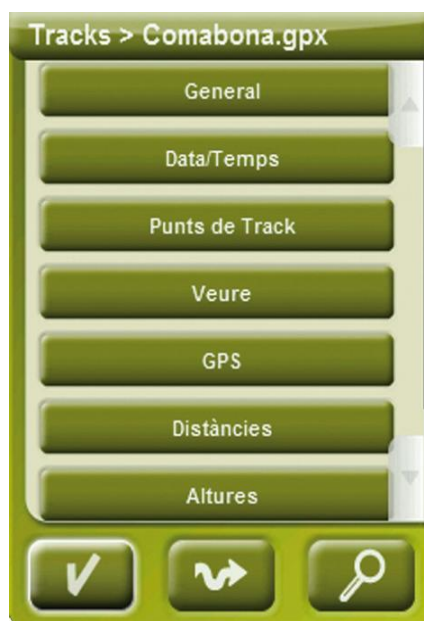 Tracks > Comabona.gpx
General
Data/Temps
Punts de Track
Veure
GPS
Distàncies
Altures